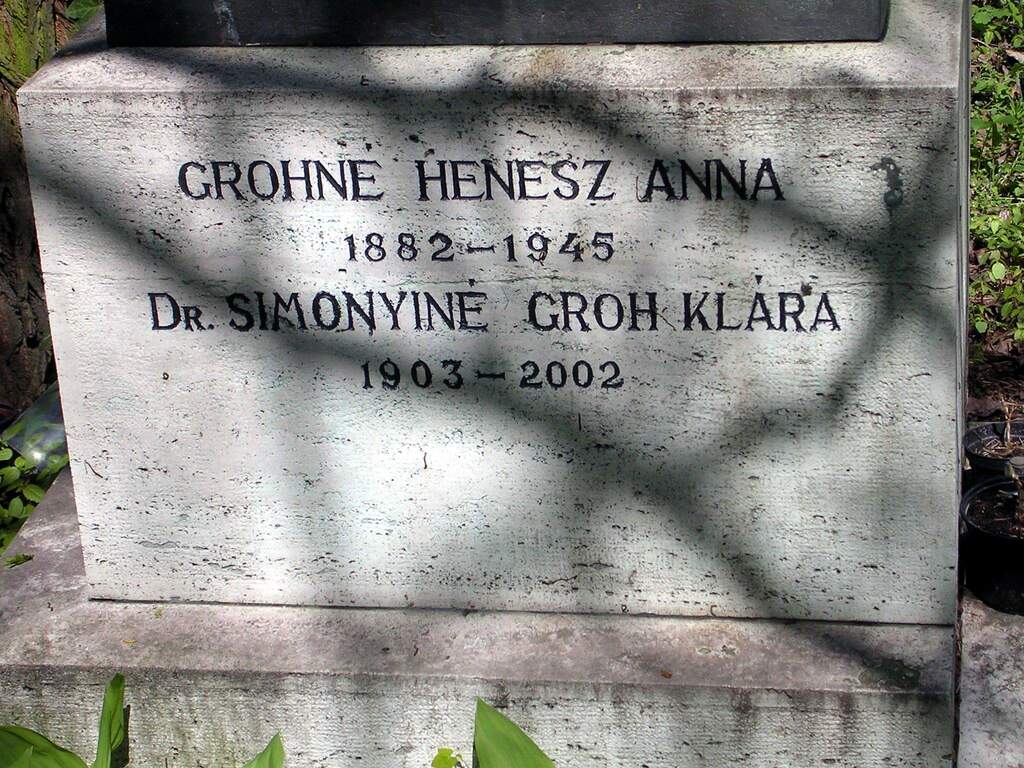 GROHNE HENESZ ANNA
1882-1945
Dr. SIMONYINÉ GROH KLÁRA
1903-2002